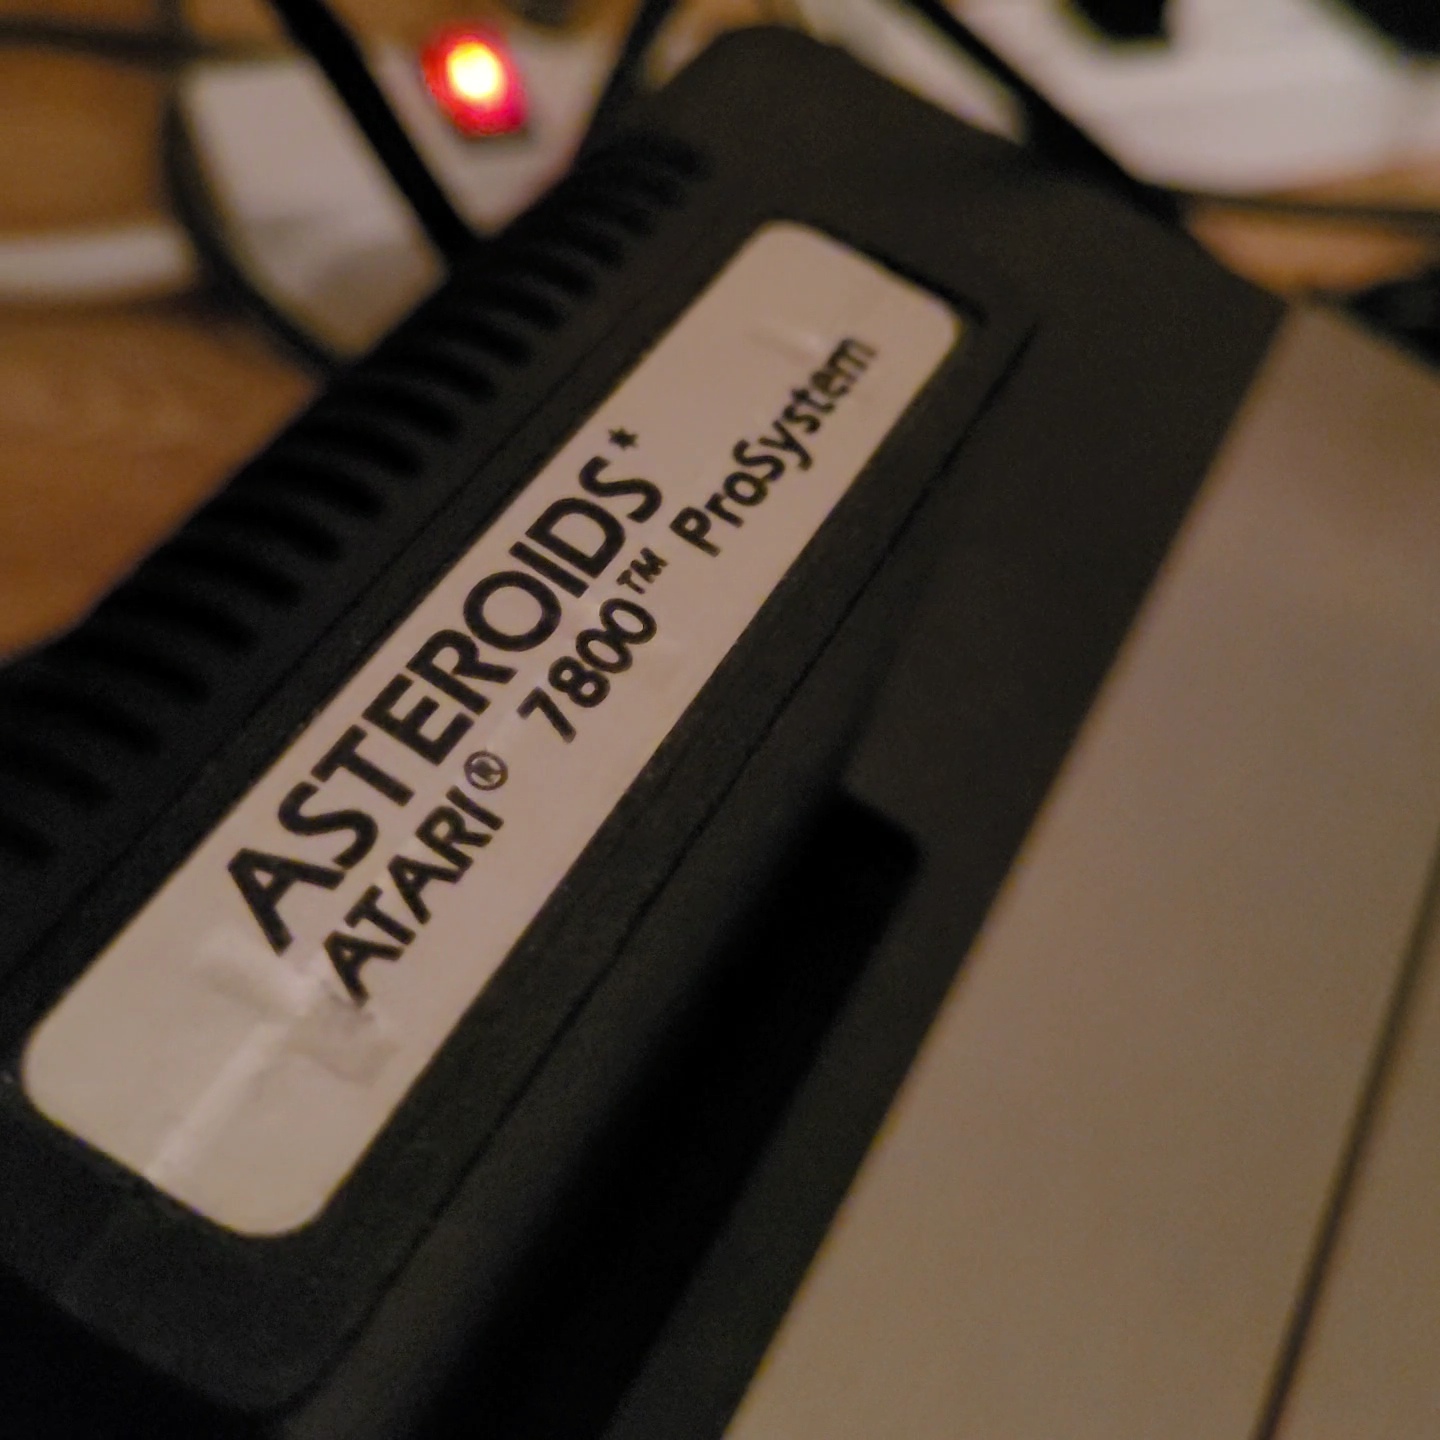 ASTEROIDS*
ATARI® 7800™ ProSystem